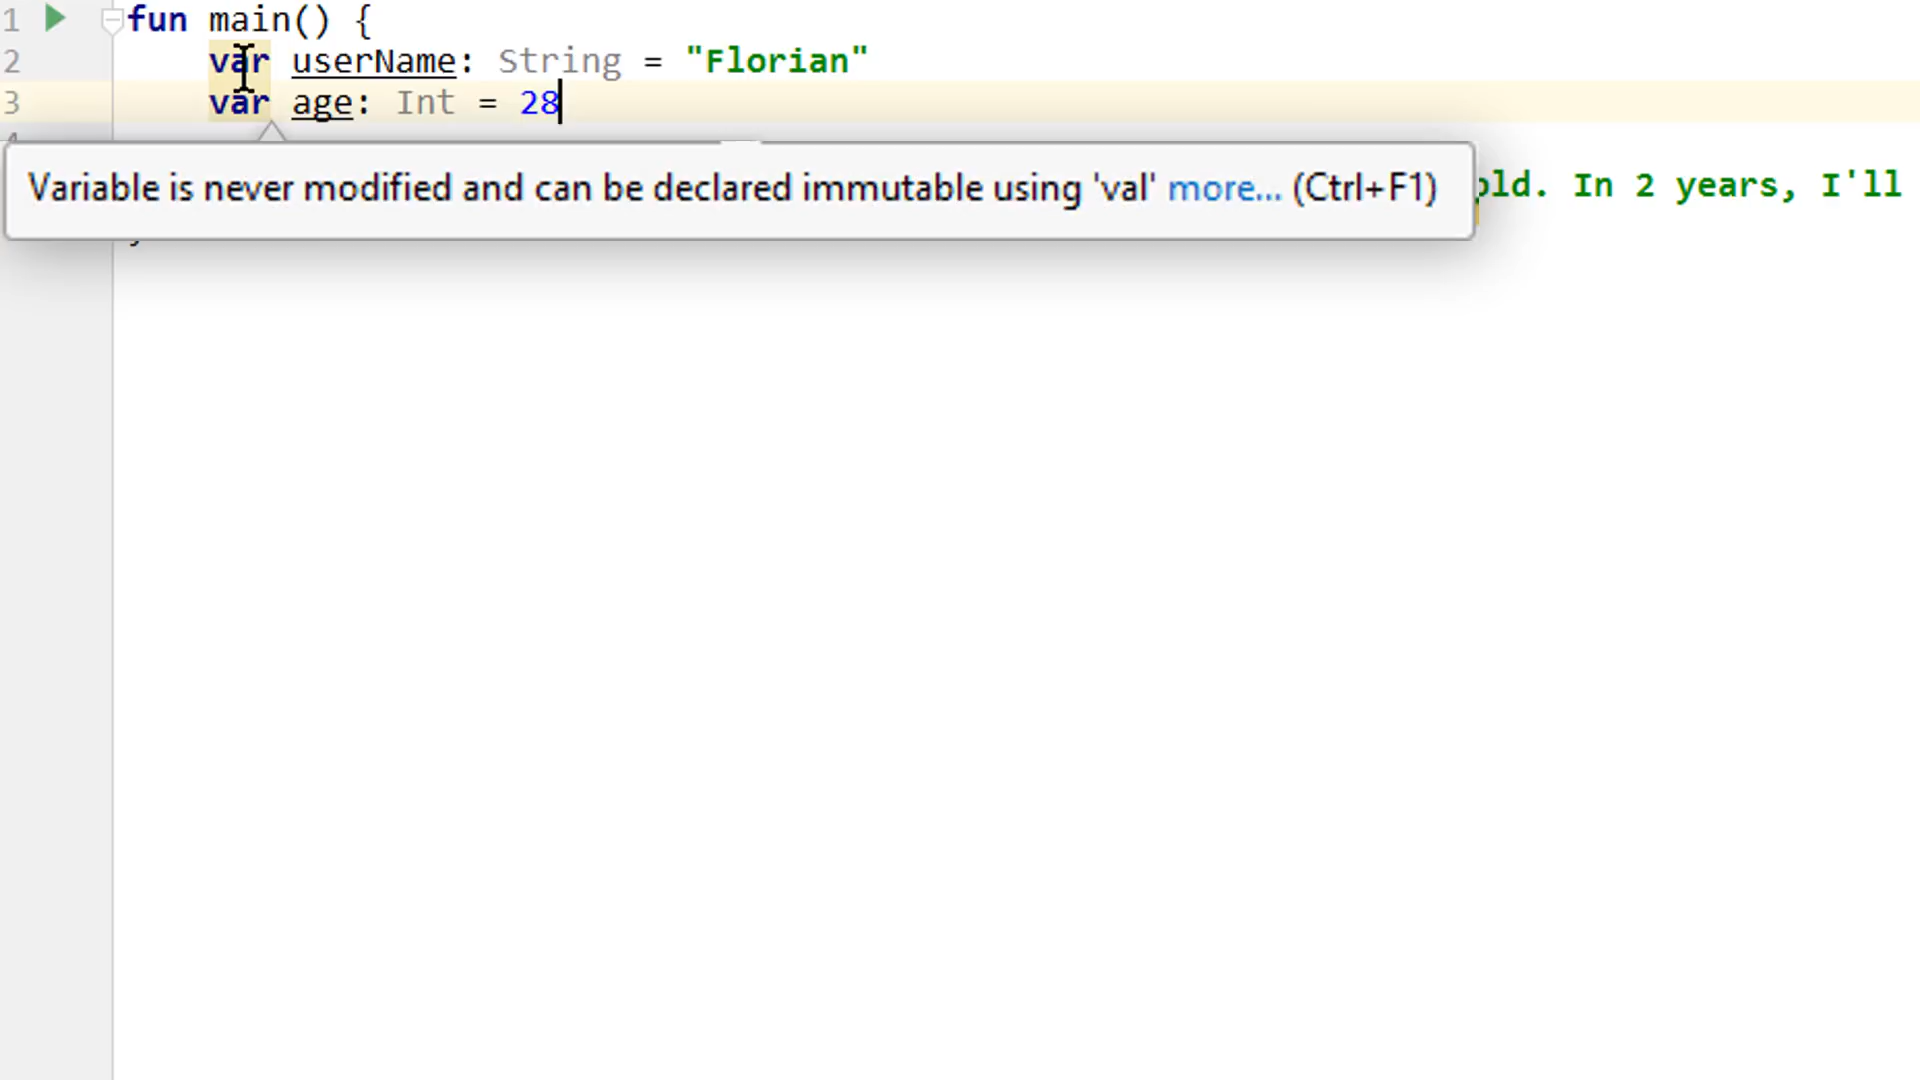 1 fun main() {
2 var userName: String = "Florian"
3 var age: Int = 28
Variable is never modified and can be declared immutable using 'val' more... (Ctrl+F1)
old. In 2 years, I'll
}